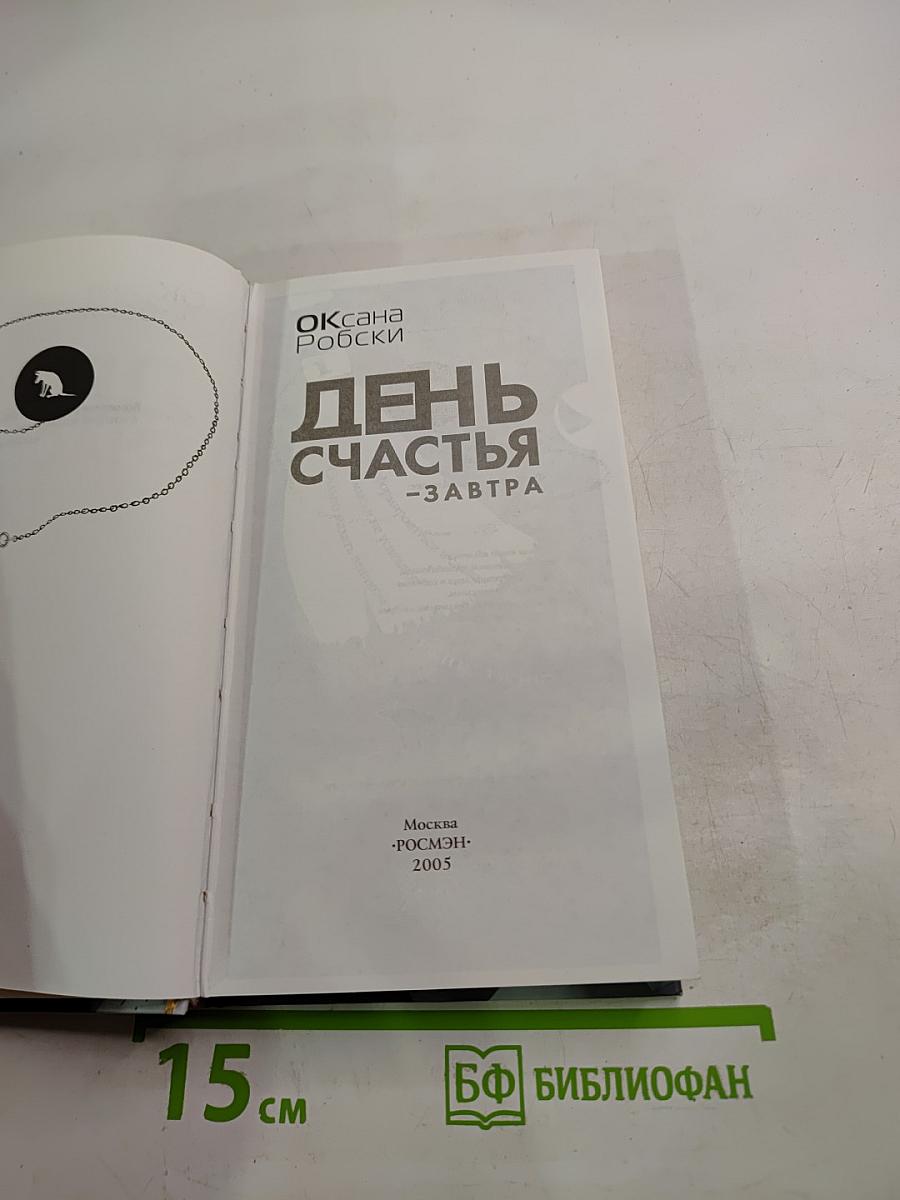 ОКсана
Робски
ДЕНЬ
СЧАСТЬЯ
–ЗАВТРА
Москва
·РОСМЭН·
2005
15 см
БФ БИБЛИОФАН